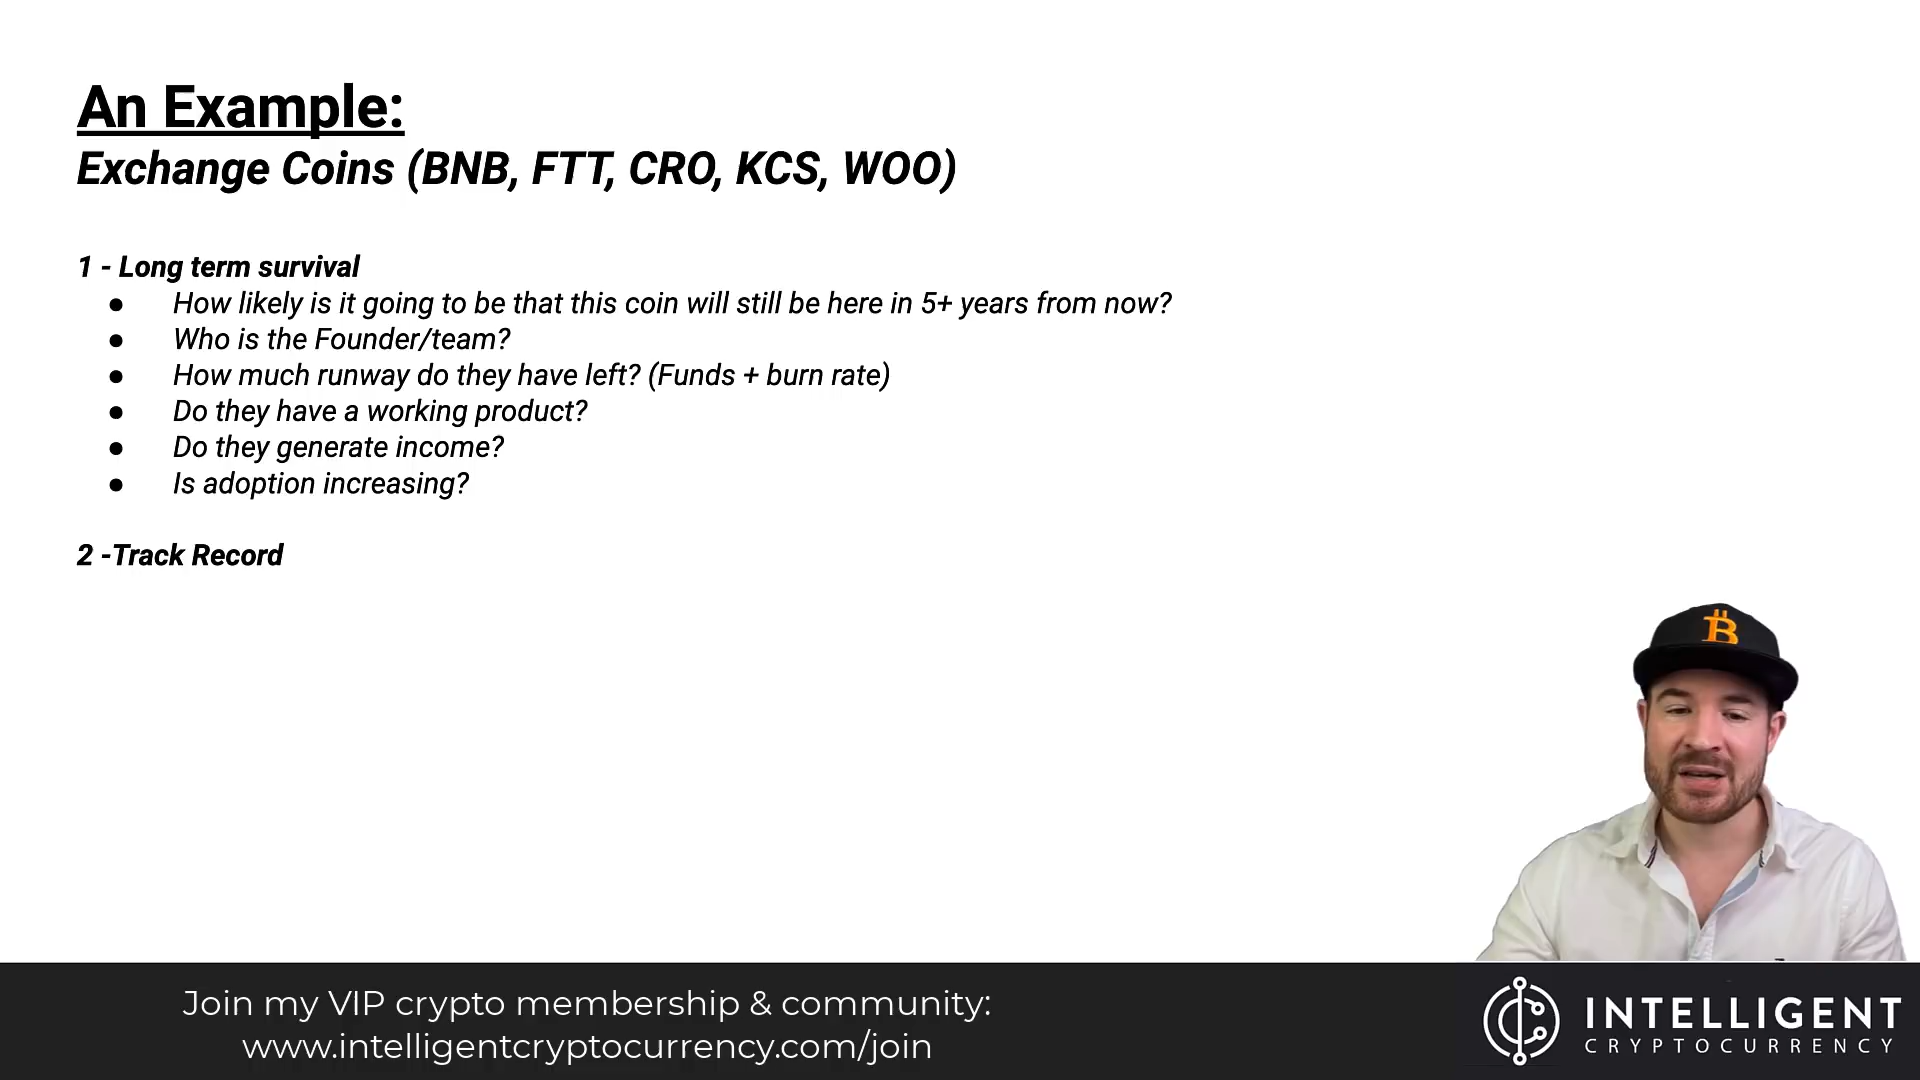 An Example:
Exchange Coins (BNB, FTT, CRO, KCS, WOO)
1 - Long term survival
● How likely is it going to be that this coin will still be here in 5+ years from now?
● Who is the Founder/team?
● How much runway do they have left? (Funds + burn rate)
● Do they have a working product?
● Do they generate income?
● Is adoption increasing?
2 -Track Record
Join my VIP crypto membership & community:
www.intelligentcryptocurrency.com/join
INTELLIGENT
CRYPTOCURRENCY